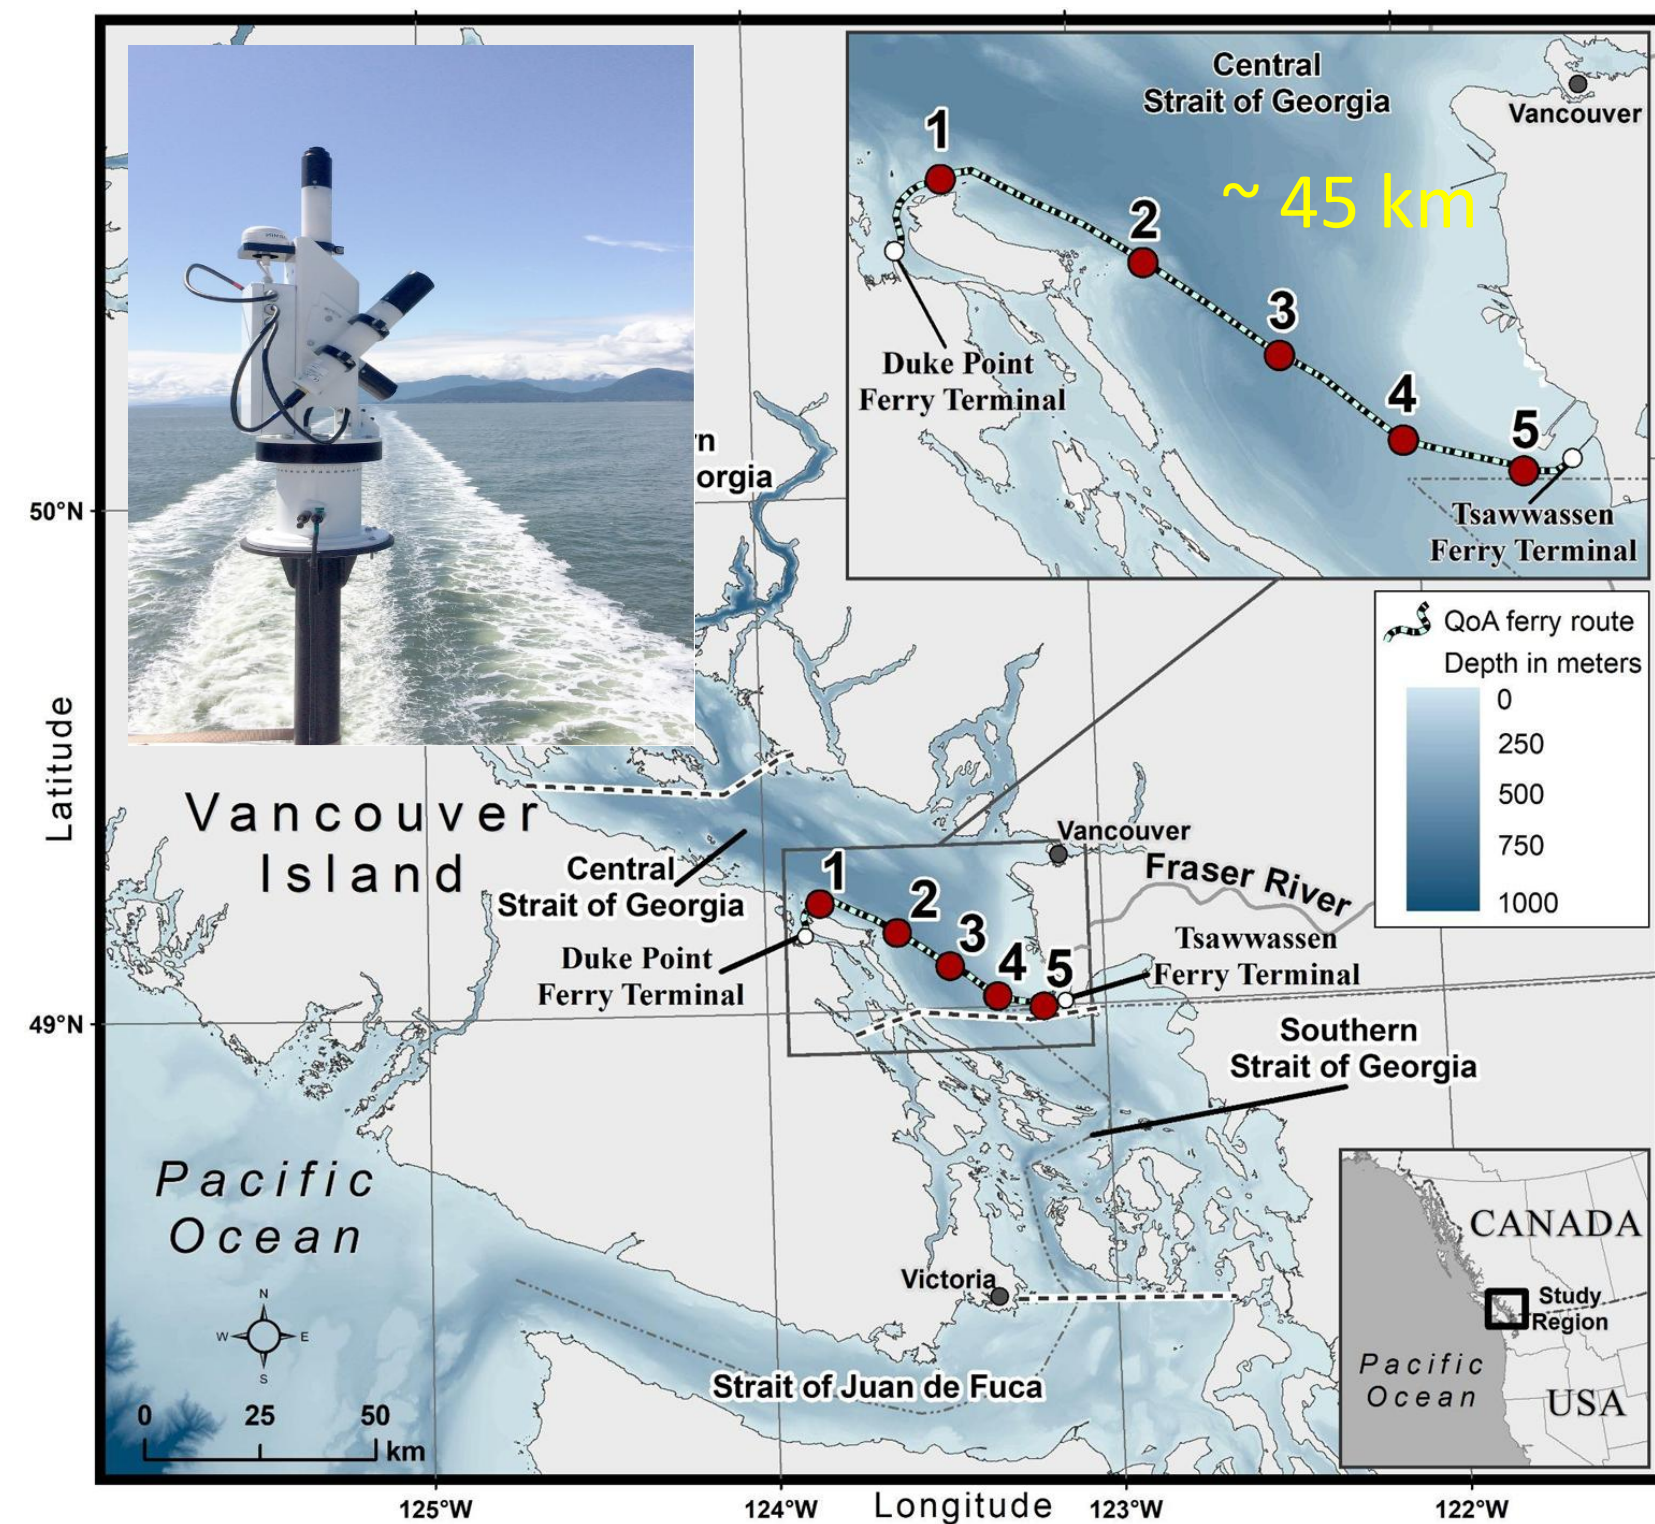 Central
Strait of Georgia
Vancouver
~ 45 km
1
2
3
4
5
Duke Point
Ferry Terminal
Tsawwassen
Ferry Terminal
n
orgia
50°N
49°N
Latitude
QoA ferry route
Depth in meters
0
250
500
750
1000
Vancouver
Island
Central
Strait of Georgia
Duke Point
Ferry Terminal
1
2
3
4
5
Vancouver
Fraser River
Tsawwassen
Ferry Terminal
Southern
Strait of Georgia
Pacific
Ocean
Victoria
Strait of Juan de Fuca
N
W
E
S
0 25 50
km
CANADA
Study
Region
Pacific
Ocean
USA
125°W 124°W Longitude 123°W 122°W